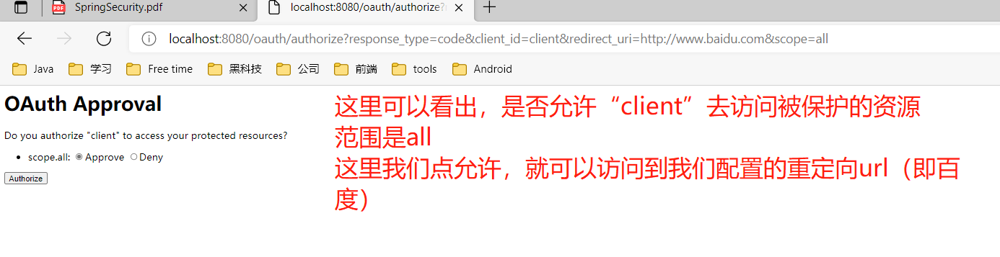 SpringSecurity.pdf
localhost:8080/oauth/authorize?
localhost:8080/oauth/authorize?response_type=code&client_id=client&redirect_uri=http://www.baidu.com&scope=all
Java 学习 Free time 黑科技 公司 前端 tools Android
OAuth Approval
Do you authorize "client" to access your protected resources?
scope.all: Approve Deny
Authorize
这里可以看出，是否允许“client”去访问被保护的资源
范围是all
这里我们点允许，就可以访问到我们配置的重定向url（即百
度）